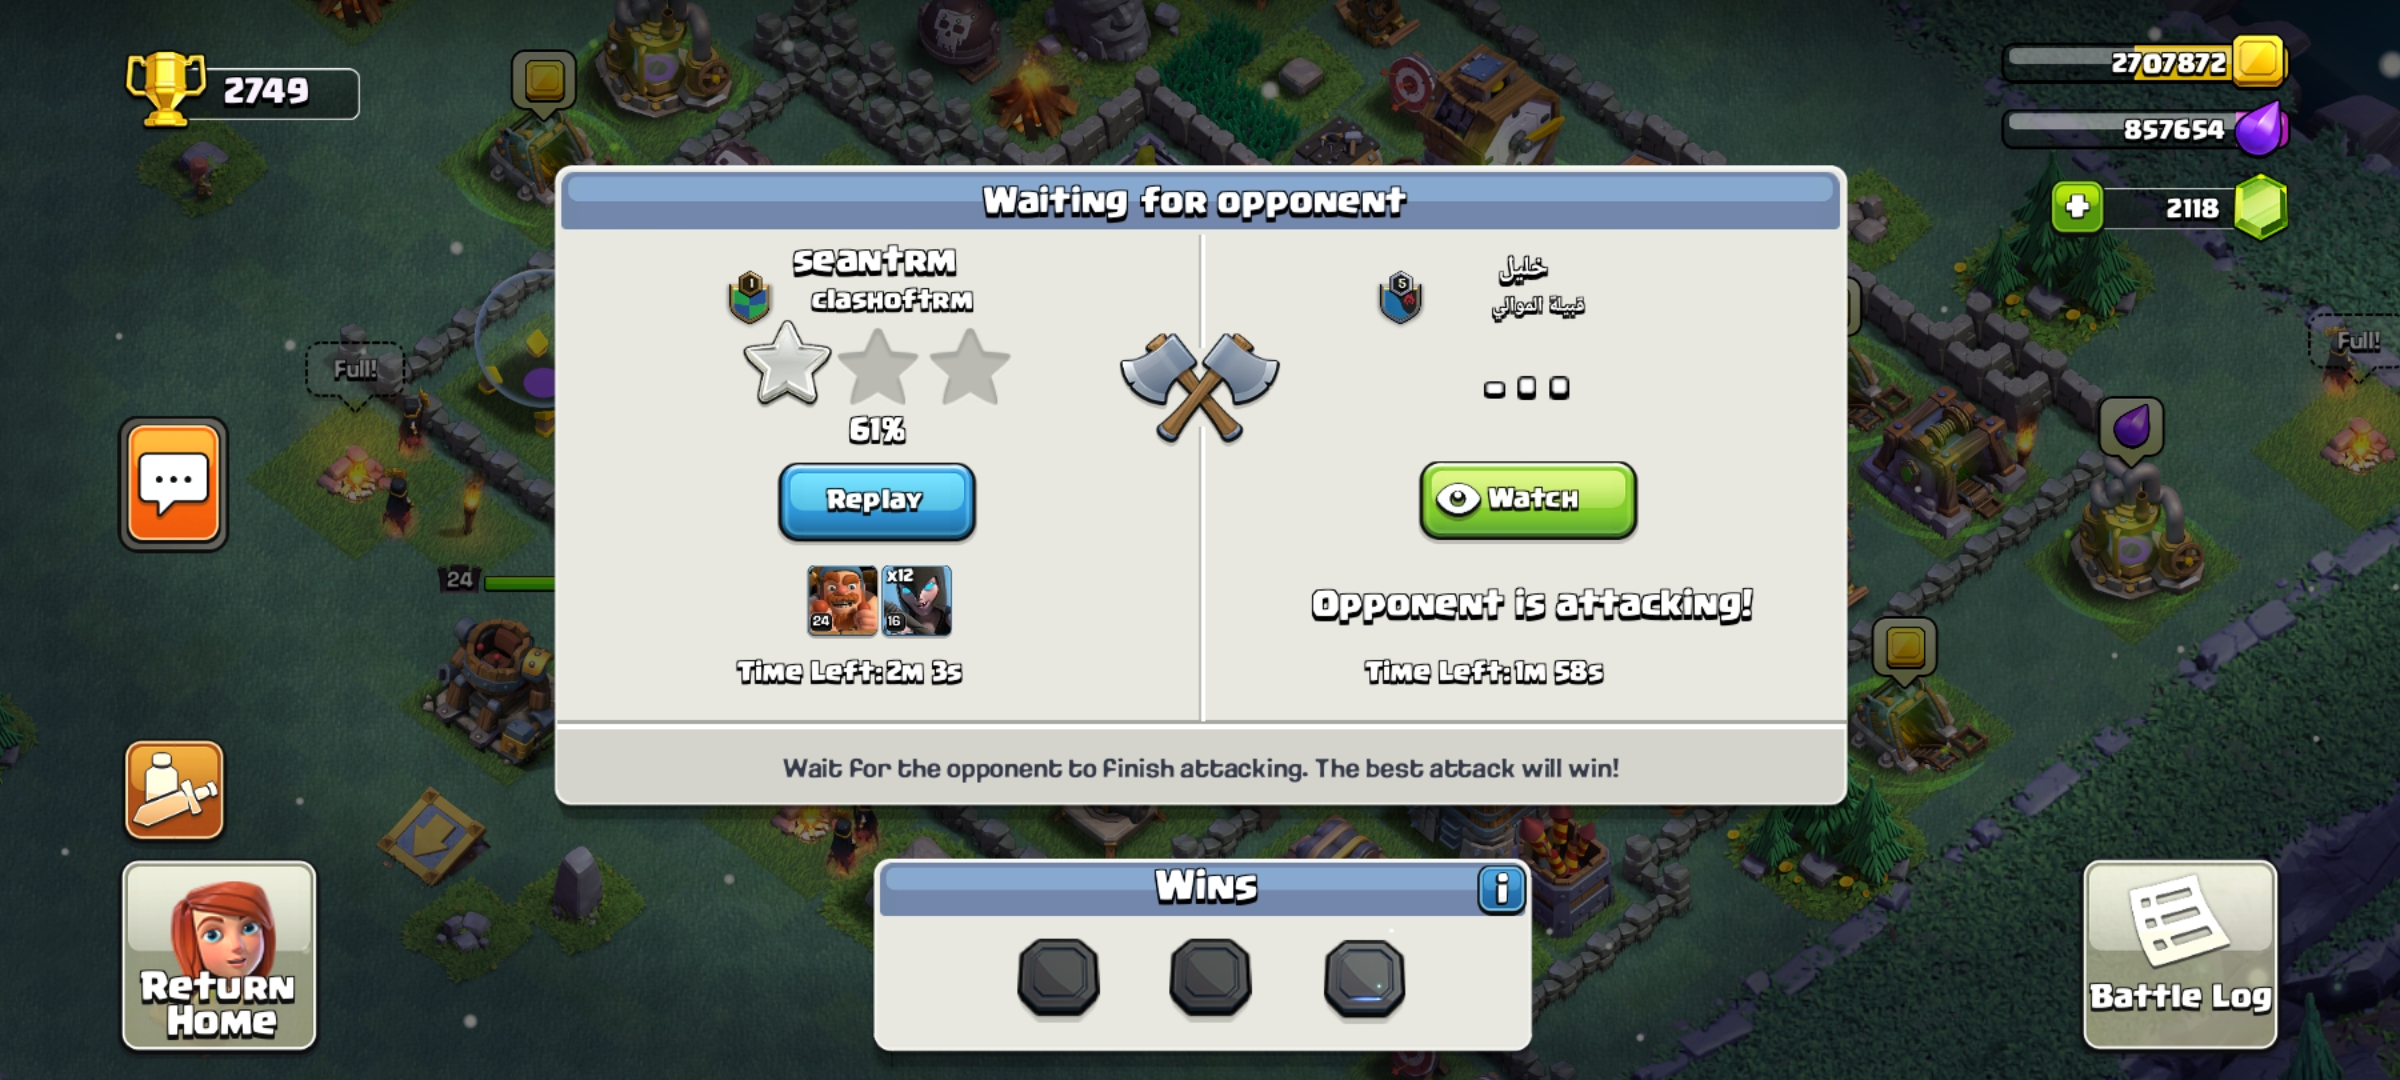 2749
2707872
857654
2118
Waiting for opponent
1
seantrm
clashoftrm
5
خليل
قبيلة الموالي
Full!
Full!
61%
Replay
Watch
24
x12
24
16
Opponent is attacking!
Time Left: 2m 3s
Time Left: 1m 58s
Wait for the opponent to finish attacking. The best attack will win!
Wins
i
Return
Home
Battle Log